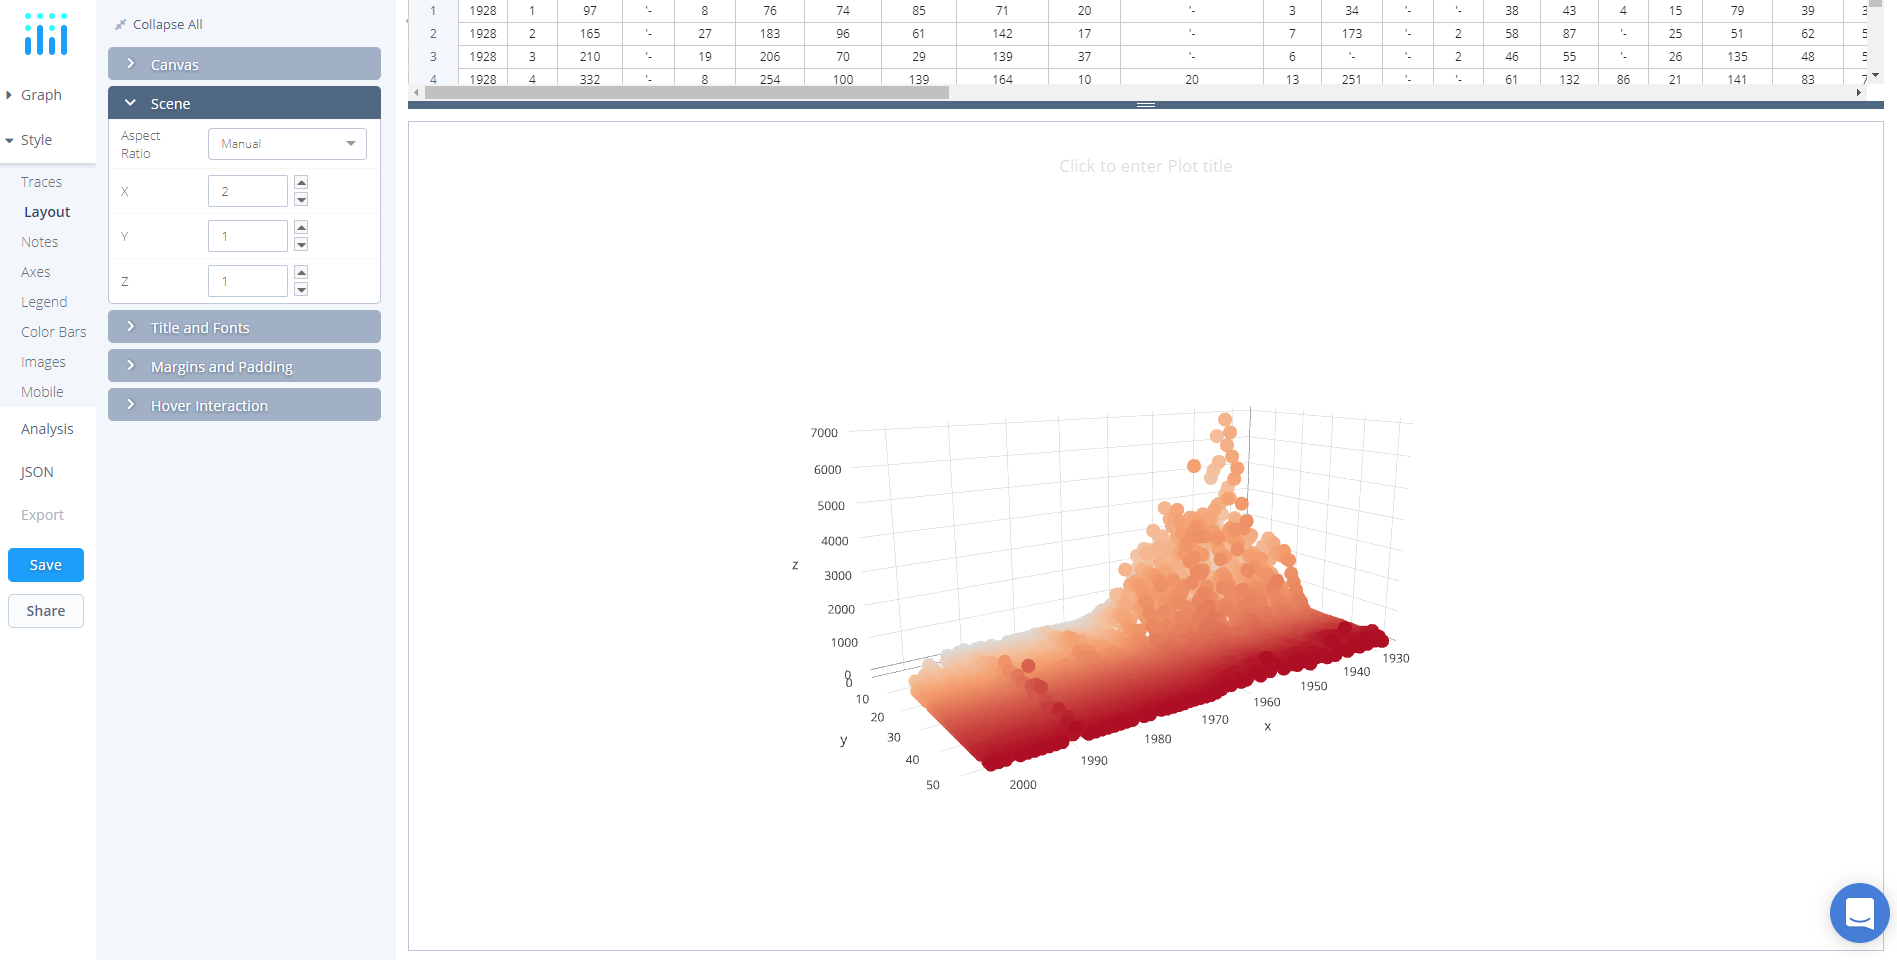 Collapse All
Canvas
Scene
Aspect Ratio
Manual
X 2
Y 1
Z 1
Title and Fonts
Margins and Padding
Hover Interaction
Graph
Style
Traces
Layout
Notes
Axes
Legend
Color Bars
Images
Mobile
Analysis
JSON
Export
Save
Share
1 1928 1 97 '- 8 76 74 85 71 20 '- 3 34 '- '- 38 43 4 15 79 39
2 1928 2 165 '- 27 183 96 61 142 17 '- 7 173 '- 2 58 87 '- 25 51 62
3 1928 3 210 '- 19 206 70 29 139 37 '- 6 '- '- 2 46 55 '- 26 135 48
4 1928 4 332 '- 8 254 100 139 164 10 20 13 251 '- '- 61 132 86 21 141 83
Click to enter Plot title
7000
6000
5000
4000
z
3000
2000
1000
0
0
10
20
30
y
40
50
2000
1990
1980
1970
x
1960
1950
1940
1930